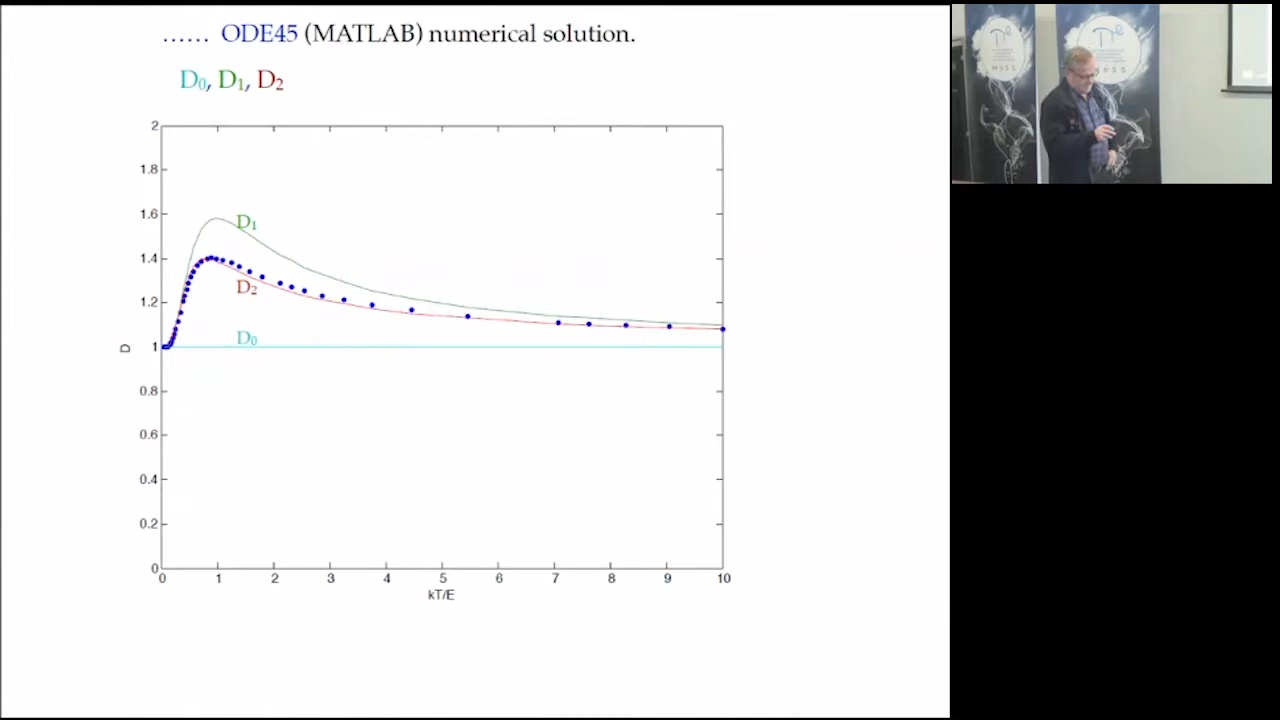 …… ODE45 (MATLAB) numerical solution.
D₀, D₁, D₂
2
1.8
1.6
1.4
1.2
1
0.8
0.6
0.4
0.2
0
D
D₁
D₂
D₀
0 1 2 3 4 5 6 7 8 9 10
kT/E